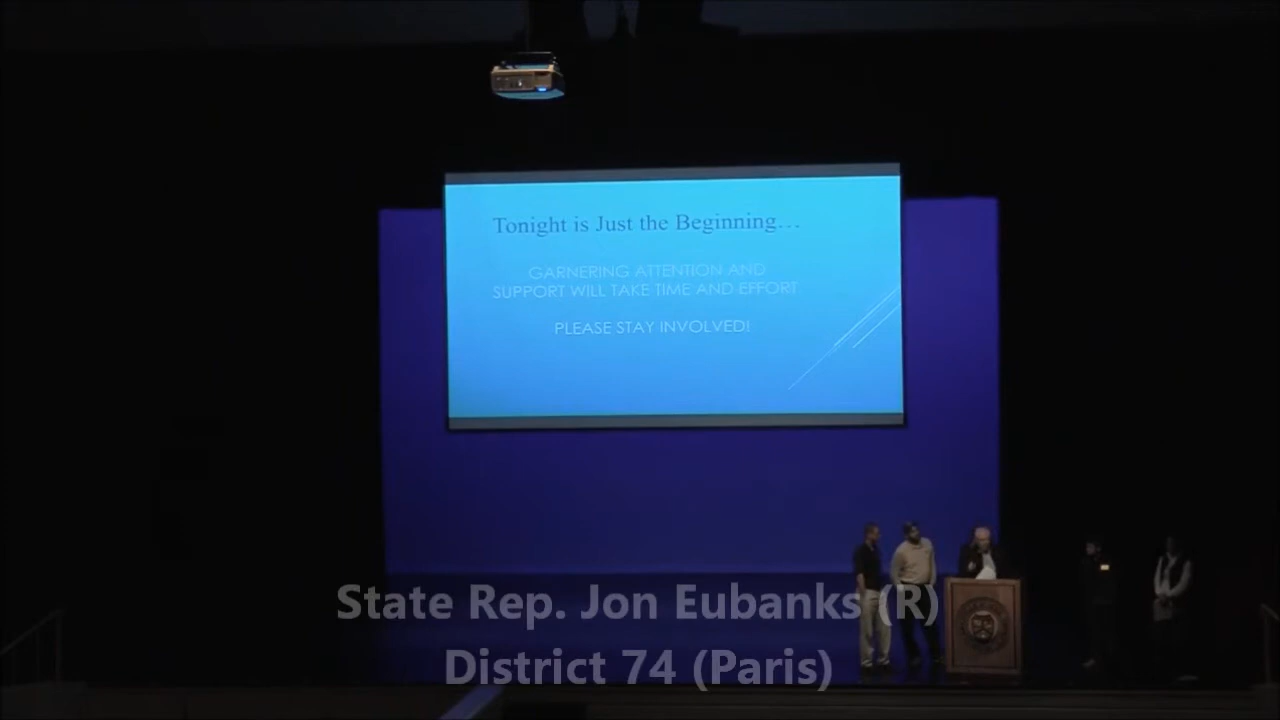 Tonight is Just the Beginning...
GARNERING ATTENTION AND
SUPPORT WILL TAKE TIME AND EFFORT
PLEASE STAY INVOLVED!
State Rep. Jon Eubanks (R)
District 74 (Paris)